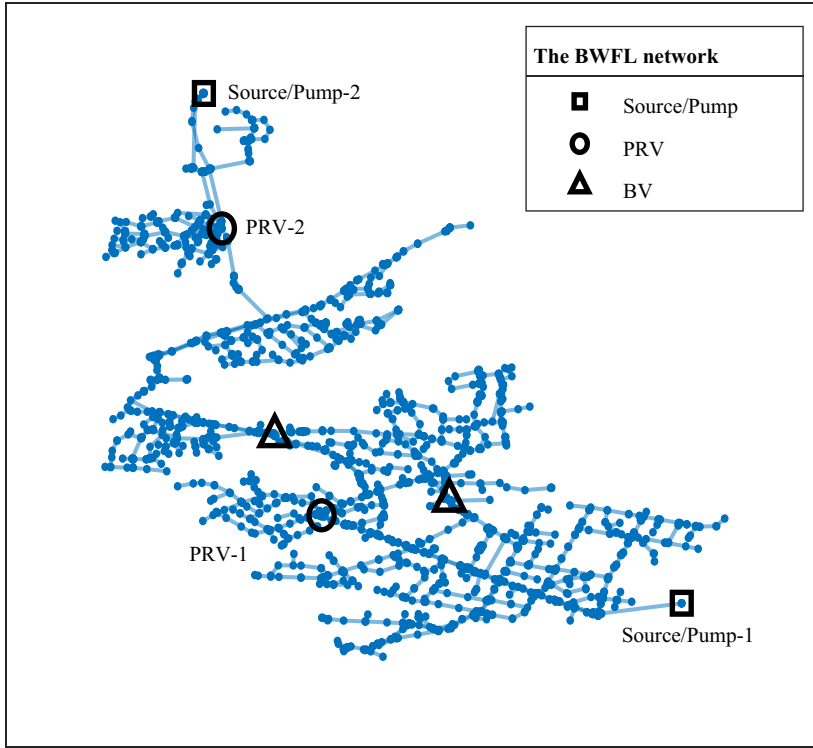 The BWFL network
Source/Pump
PRV
BV
Source/Pump-2
PRV-2
PRV-1
Source/Pump-1